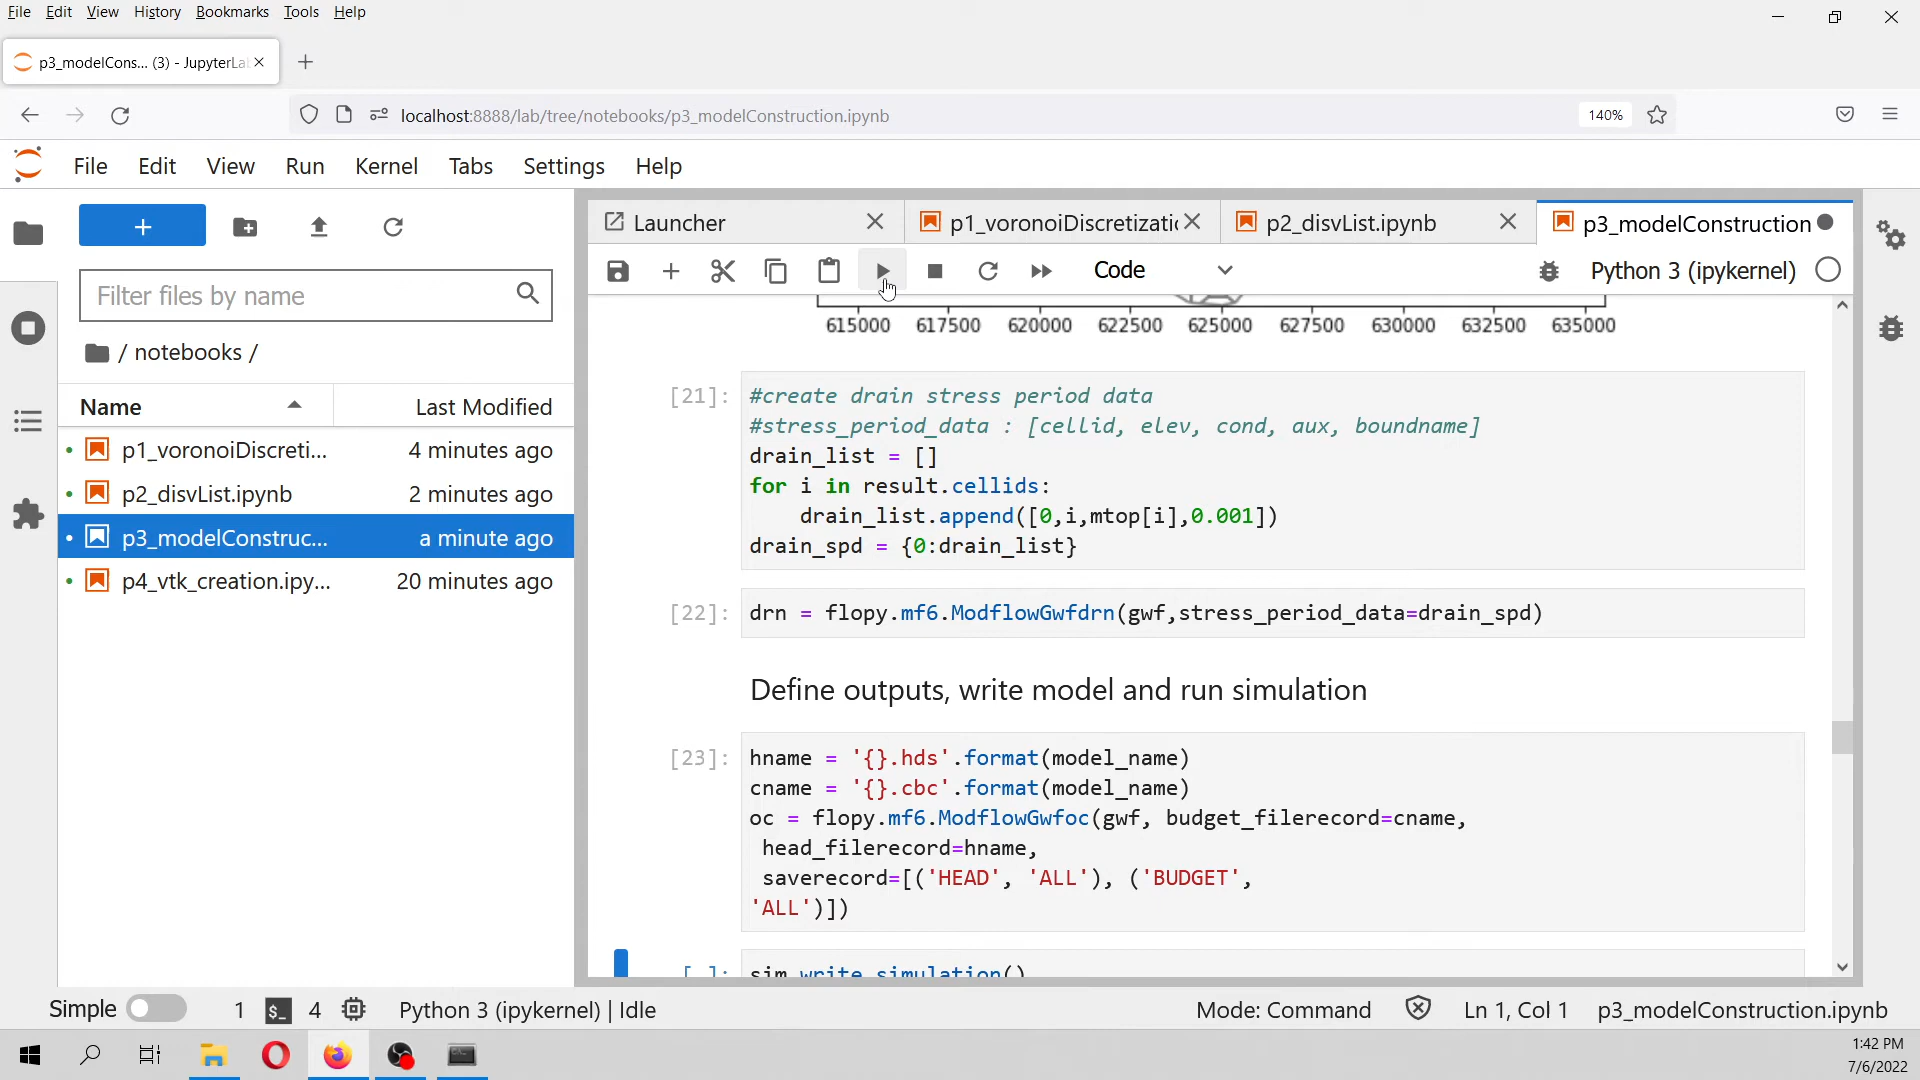 File Edit View History Bookmarks Tools Help
p3_modelCons... (3) - JupyterLa
localhost:8888/lab/tree/notebooks/p3_modelConstruction.ipynb
140%
File Edit View Run Kernel Tabs Settings Help
Launcher
p1_voronoiDiscretizati
p2_disvList.ipynb
p3_modelConstruction
Code
Python 3 (ipykernel)
Filter files by name
/ notebooks /
Name Last Modified
p1_voronoiDiscreti... 4 minutes ago
p2_disvList.ipynb 2 minutes ago
p3_modelConstruc... a minute ago
p4_vtk_creation.ipy... 20 minutes ago
615000 617500 620000 622500 625000 627500 630000 632500 635000
[21]: #create drain stress period data
#stress_period_data : [cellid, elev, cond, aux, boundname]
drain_list = []
for i in result.cellids:
drain_list.append([0,i,mtop[i],0.001])
drain_spd = {0:drain_list}
[22]: drn = flopy.mf6.ModflowGwfdrn(gwf,stress_period_data=drain_spd)
Define outputs, write model and run simulation
[23]: hname = '{}.hds'.format(model_name)
cname = '{}.cbc'.format(model_name)
oc = flopy.mf6.ModflowGwfoc(gwf, budget_filerecord=cname,
head_filerecord=hname,
saverecord=[('HEAD', 'ALL'), ('BUDGET',
'ALL')])
[ ]: sim.write_simulation()
Simple 1 $_ 4 Python 3 (ipykernel) | Idle Mode: Command Ln 1, Col 1 p3_modelConstruction.ipynb
1:42 PM
7/6/2022